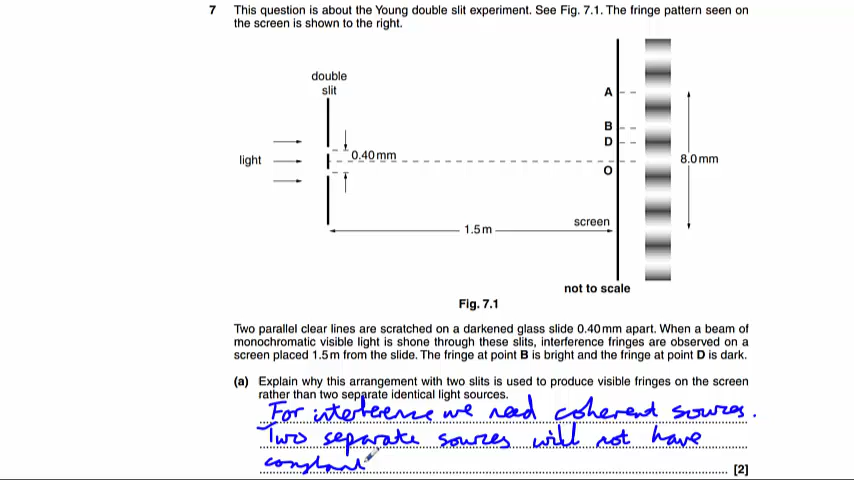 7 This question is about the Young double slit experiment. See Fig. 7.1. The fringe pattern seen on
the screen is shown to the right.
double
slit
light
0.40 mm
1.5 m
A
B
D
O
screen
8.0 mm
not to scale
Fig. 7.1
Two parallel clear lines are scratched on a darkened glass slide 0.40 mm apart. When a beam of
monochromatic visible light is shone through these slits, interference fringes are observed on a
screen placed 1.5 m from the slide. The fringe at point B is bright and the fringe at point D is dark.
(a) Explain why this arrangement with two slits is used to produce visible fringes on the screen
rather than two separate identical light sources.
For interference we need coherent sources.
Two separate sources will not have
constant
[2]